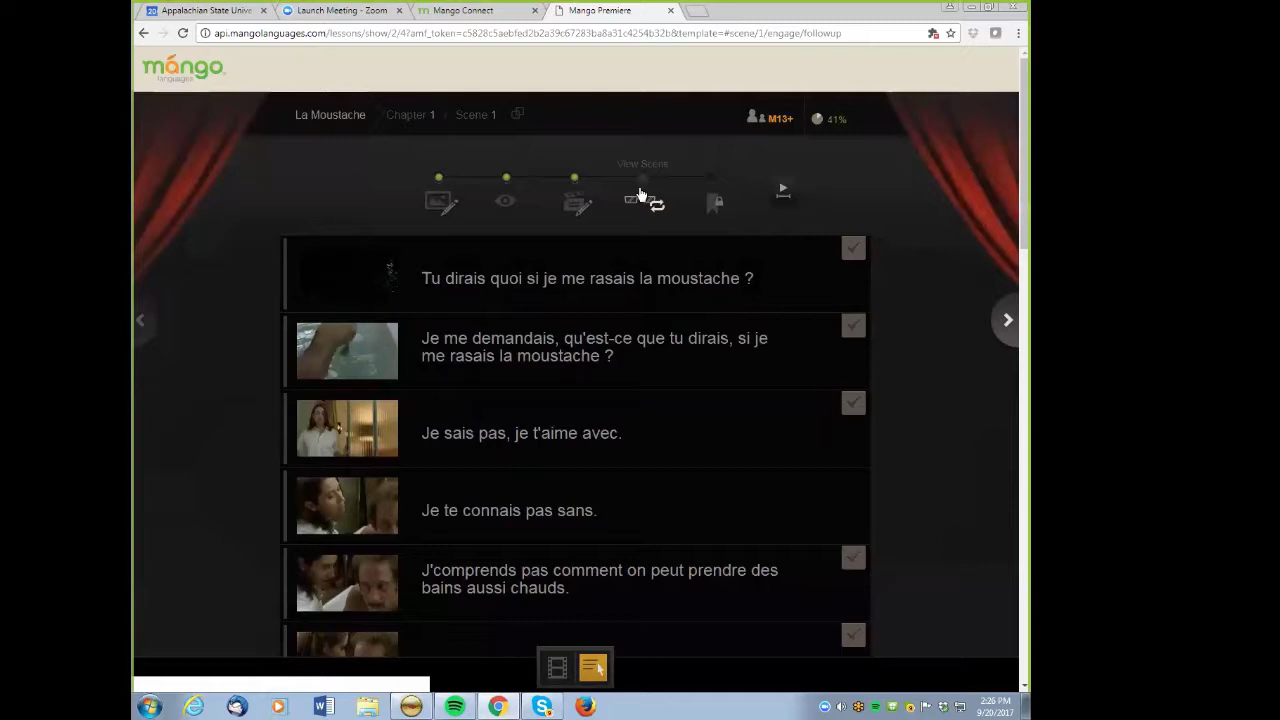 Appalachian State Unive
Launch Meeting - Zoom
Mango Connect
Mango Premiere
api.mangolanguages.com/lessons/show/2/47amf_token=c5828c5aebfed2b2a39c67283ba8a31c4254b32b&template=#scene/1/engage/followup
mango
languages
La Moustache
Chapter 1
/ Scene 1
M13+
41%
View Scene
Tu dirais quoi si je me rasais la moustache ?
Je me demandais, qu'est-ce que tu dirais, si je
me rasais la moustache ?
Je sais pas, je t'aime avec.
Je te connais pas sans.
J'comprends pas comment on peut prendre des
bains aussi chauds.
2:26 PM
9/20/2017